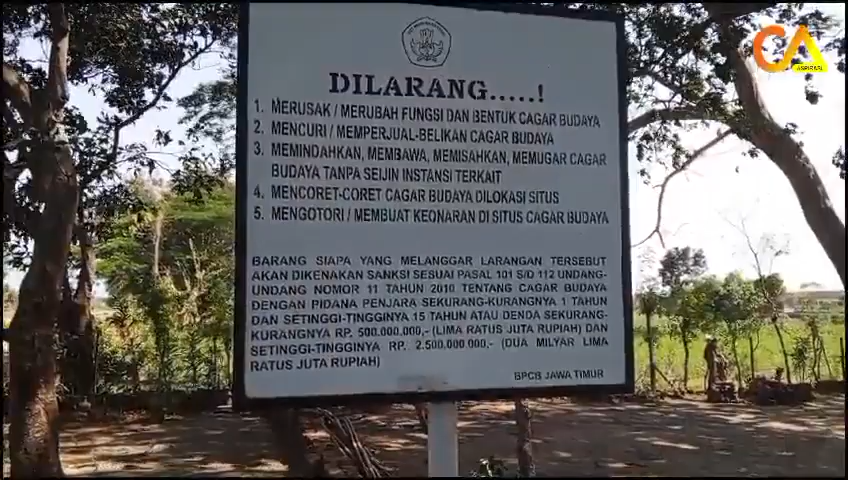 CA
ASPIRASI
DILARANG.....!
1. MERUSAK / MERUBAH FUNGSI DAN BENTUK CAGAR BUDAYA
2. MENCURI / MEMPERJUAL-BELIKAN CAGAR BUDAYA
3. MEMINDAHKAN, MEMBAWA, MEMISAHKAN, MEMUGAR CAGAR
BUDAYA TANPA SEIJIN INSTANSI TERKAIT
4. MENCORET-CORET CAGAR BUDAYA DILOKASI SITUS
5. MENGOTORI / MEMBUAT KEONARAN DI SITUS CAGAR BUDAYA
BARANG SIAPA YANG MELANGGAR LARANGAN TERSEBUT
AKAN DIKENAKAN SANKSI SESUAI PASAL 101 S/D 112 UNDANG-
UNDANG NOMOR 11 TAHUN 2010 TENTANG CAGAR BUDAYA
DENGAN PIDANA PENJARA SEKURANG-KURANGNYA 1 TAHUN
DAN SETINGGI-TINGGINYA 15 TAHUN ATAU DENDA SEKURANG-
KURANGNYA RP. 500.000.000,- (LIMA RATUS JUTA RUPIAH) DAN
SETINGGI-TINGGINYA RP. 2.500.000.000,- (DUA MILYAR LIMA
RATUS JUTA RUPIAH)
BPCB JAWA TIMUR